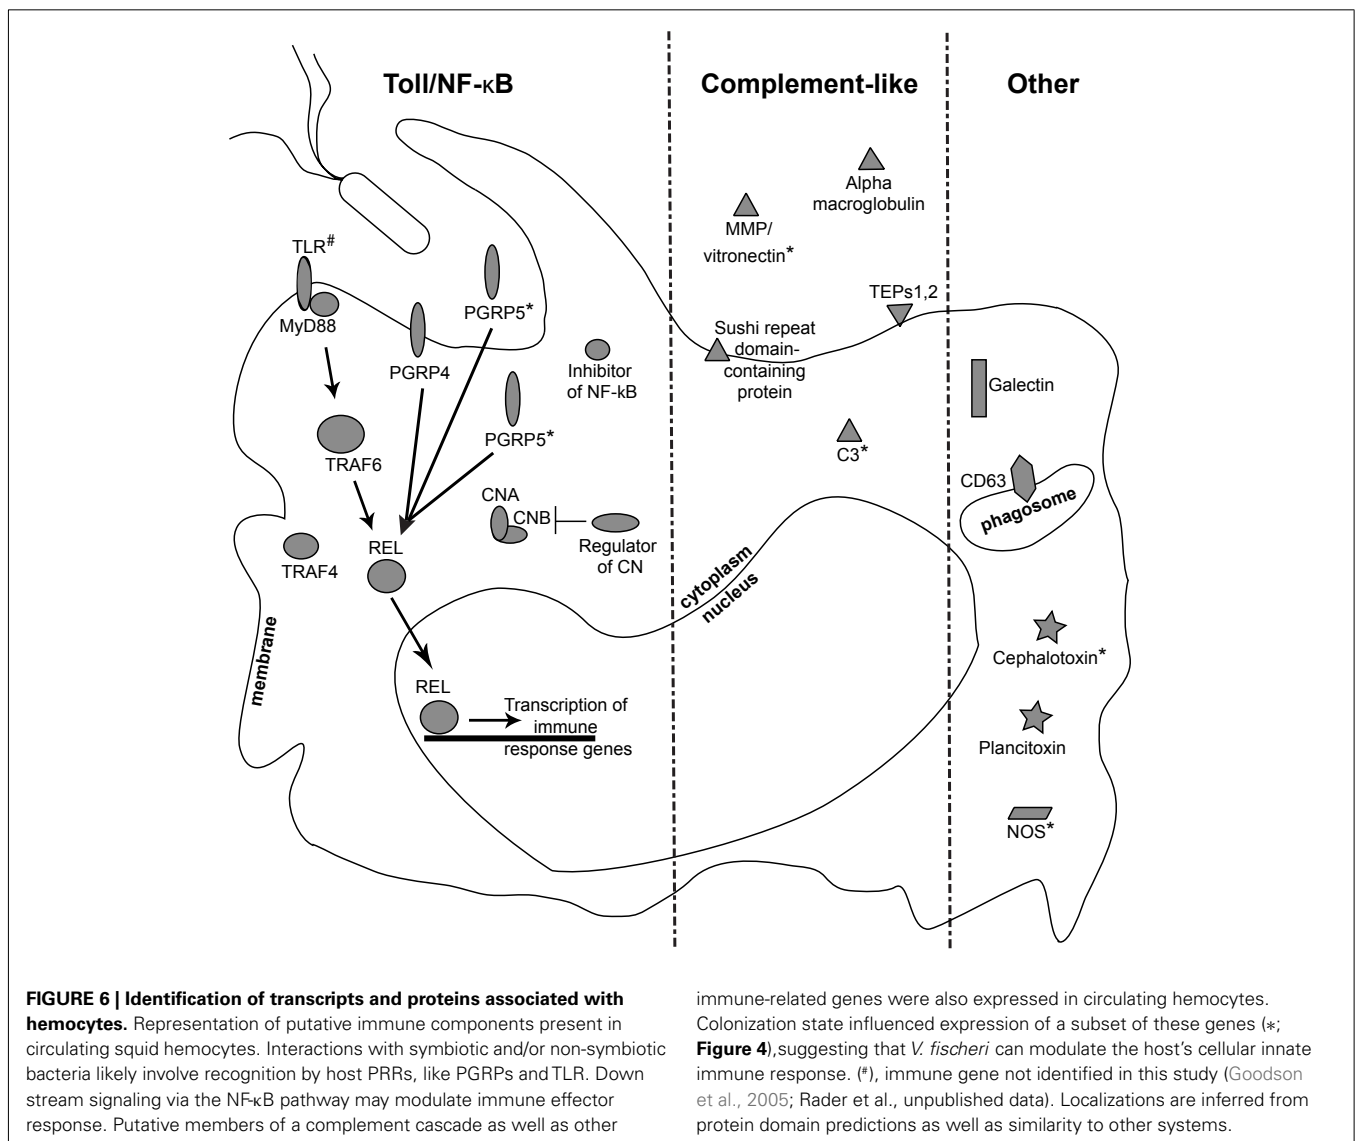 Toll/NF-κB
Complement-like
Other
TLR#
MyD88
TRAF6
TRAF4
PGRP4
PGRP5*
PGRP5*
Inhibitor
of NF-kB
CNA
CNB
Regulator
of CN
REL
REL
Transcription of
immune
response genes
membrane
cytoplasm
nucleus
Alpha
macroglobulin
MMP/
vitronectin*
TEPs1,2
Sushi repeat
domain-
containing
protein
C3*
Galectin
CD63
phagosome
Cephalotoxin*
Plancitoxin
NOS*
FIGURE 6 | Identification of transcripts and proteins associated with
hemocytes. Representation of putative immune components present in
circulating squid hemocytes. Interactions with symbiotic and/or non-symbiotic
bacteria likely involve recognition by host PRRs, like PGRPs and TLR. Down
stream signaling via the NF-κB pathway may modulate immune effector
response. Putative members of a complement cascade as well as other
immune-related genes were also expressed in circulating hemocytes.
Colonization state influenced expression of a subset of these genes (*;
Figure 4),suggesting that V. fischeri can modulate the host's cellular innate
immune response. (#), immune gene not identified in this study (Goodson
et al., 2005; Rader et al., unpublished data). Localizations are inferred from
protein domain predictions as well as similarity to other systems.